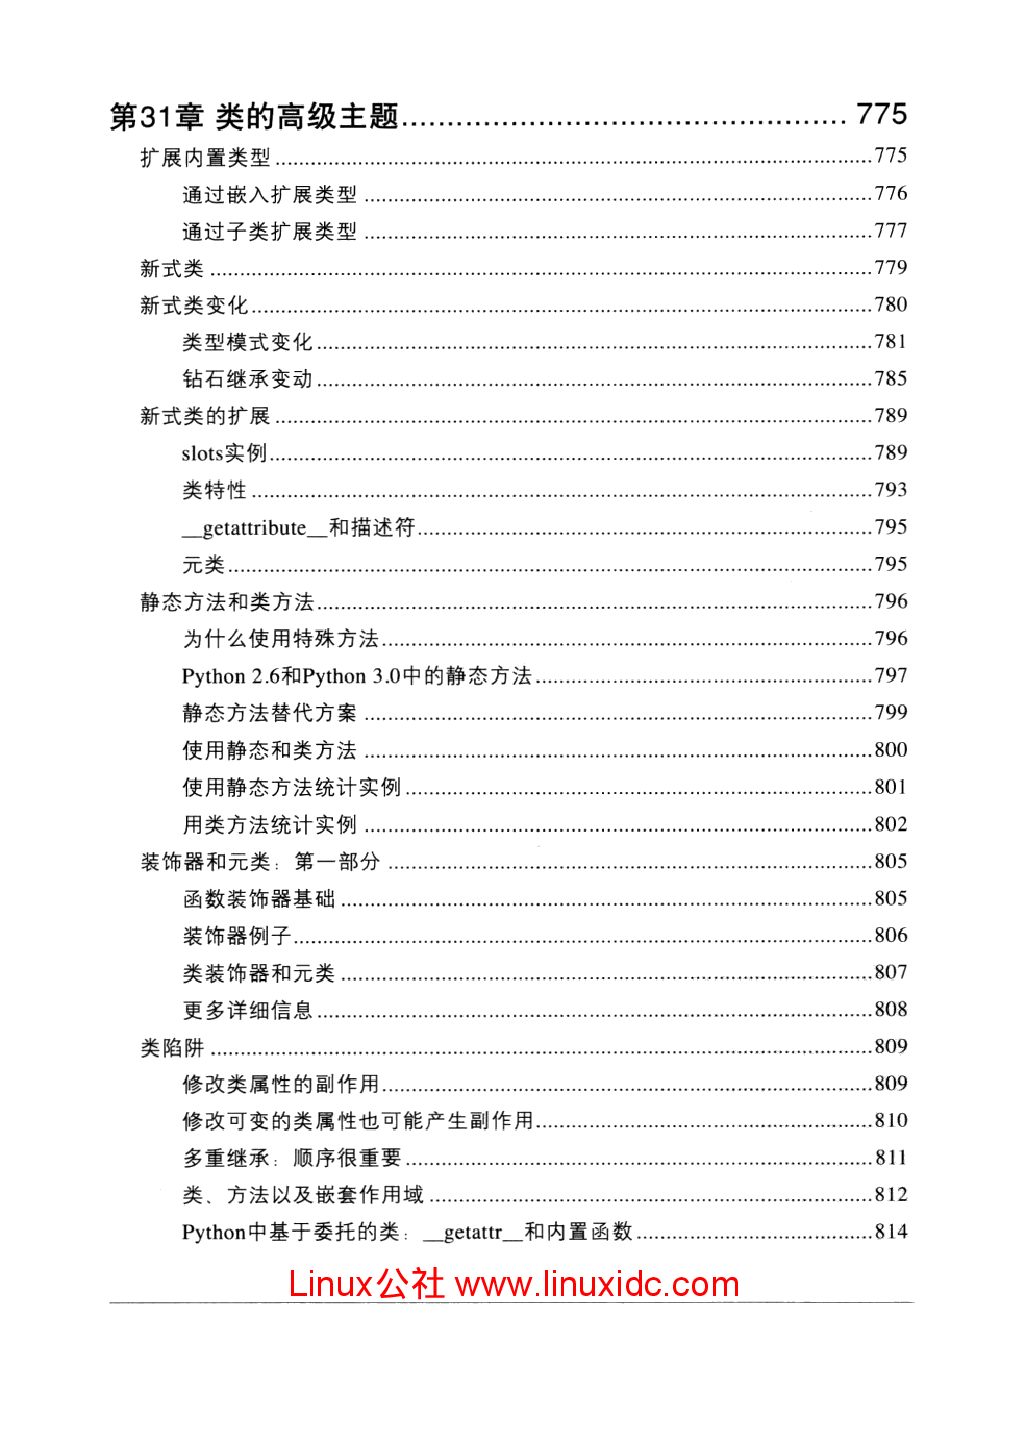 第31章 类的高级主题................................................ 775
扩展内置类型 ........................................................ 775
通过嵌入扩展类型 ........................................................ 776
通过子类扩展类型 ........................................................ 777
新式类 ........................................................ 779
新式类变化 ........................................................ 780
类型模式变化 ........................................................ 781
钻石继承变动 ........................................................ 785
新式类的扩展 ........................................................ 789
slots实例 ........................................................ 789
类特性 ........................................................ 793
__getattribute__和描述符 ........................................................ 795
元类 ........................................................ 795
静态方法和类方法 ........................................................ 796
为什么使用特殊方法 ........................................................ 796
Python 2.6和Python 3.0中的静态方法 ........................................................ 797
静态方法替代方案 ........................................................ 799
使用静态和类方法 ........................................................ 800
使用静态方法统计实例 ........................................................ 801
用类方法统计实例 ........................................................ 802
装饰器和元类：第一部分 ........................................................ 805
函数装饰器基础 ........................................................ 805
装饰器例子 ........................................................ 806
类装饰器和元类 ........................................................ 807
更多详细信息 ........................................................ 808
类陷阱 ........................................................ 809
修改类属性的副作用 ........................................................ 809
修改可变的类属性也可能产生副作用 ........................................................ 810
多重继承：顺序很重要 ........................................................ 811
类、方法以及嵌套作用域 ........................................................ 812
Python中基于委托的类：__getattr__和内置函数 ........................................................ 814
Linux公社 www.linuxidc.com